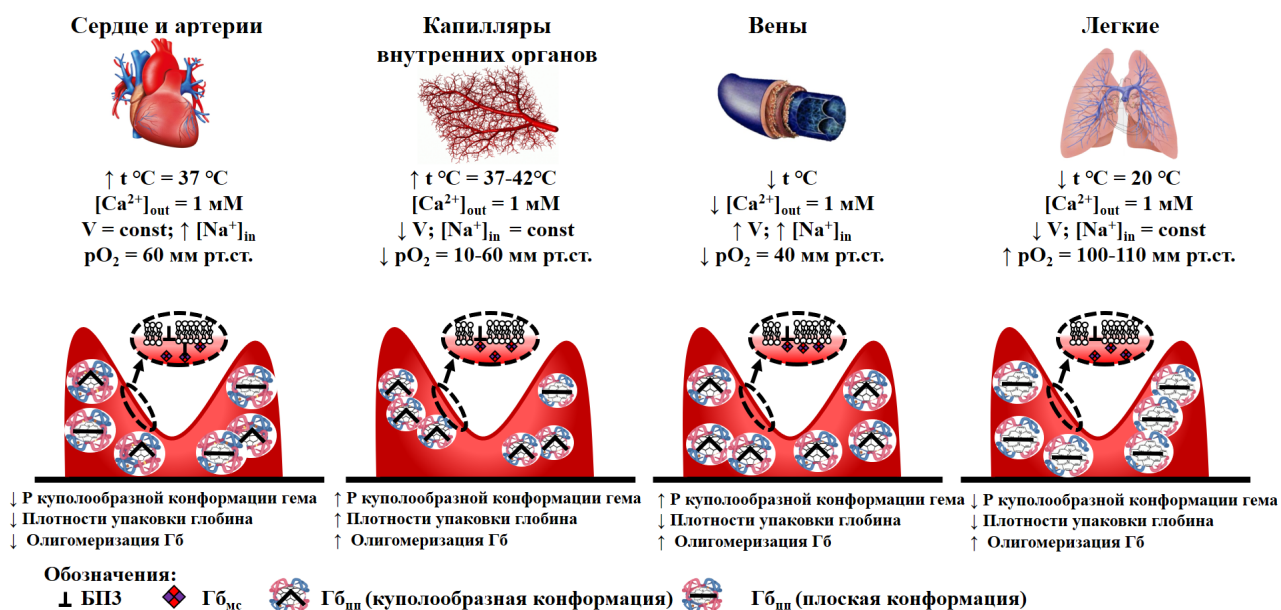 Сердце и артерии
↑ t °C = 37 °C
[Ca²⁺]out = 1 мМ
V = const; ↑ [Na⁺]in
pO₂ = 60 мм рт.ст.
↓ P куполообразной конформации гема
↓ Плотности упаковки глобина
↓ Олигомеризация Гб
Капилляры
внутренних органов
↑ t °C = 37-42°C
[Ca²⁺]out = 1 мМ
↓ V; [Na⁺]in = const
↓ pO₂ = 10-60 мм рт.ст.
↑ P куполообразной конформации гема
↑ Плотности упаковки глобина
↑ Олигомеризация Гб
Вены
↓ t °C
↓ [Ca²⁺]out = 1 мМ
↑ V; ↑ [Na⁺]in
↓ pO₂ = 40 мм рт.ст.
↑ P куполообразной конформации гема
↓ Плотности упаковки глобина
↑ Олигомеризация Гб
Легкие
↓ t °C = 20 °C
[Ca²⁺]out = 1 мМ
↓ V; [Na⁺]in = const
↑ pO₂ = 100-110 мм рт.ст.
↓ P куполообразной конформации гема
↓ Плотности упаковки глобина
↑ Олигомеризация Гб
Обозначения:
БП3 Гбмс Гбцп (куполообразная конформация) Гбцп (плоская конформация)